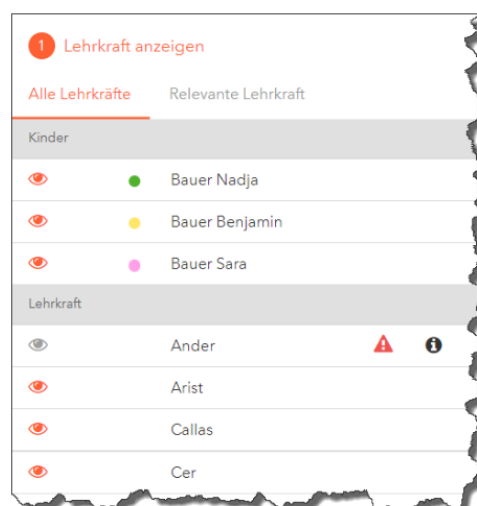 1 Lehrkraft anzeigen
Alle Lehrkräfte Relevante Lehrkraft
Kinder
Bauer Nadja
Bauer Benjamin
Bauer Sara
Lehrkraft
Ander
Arist
Callas
Cer